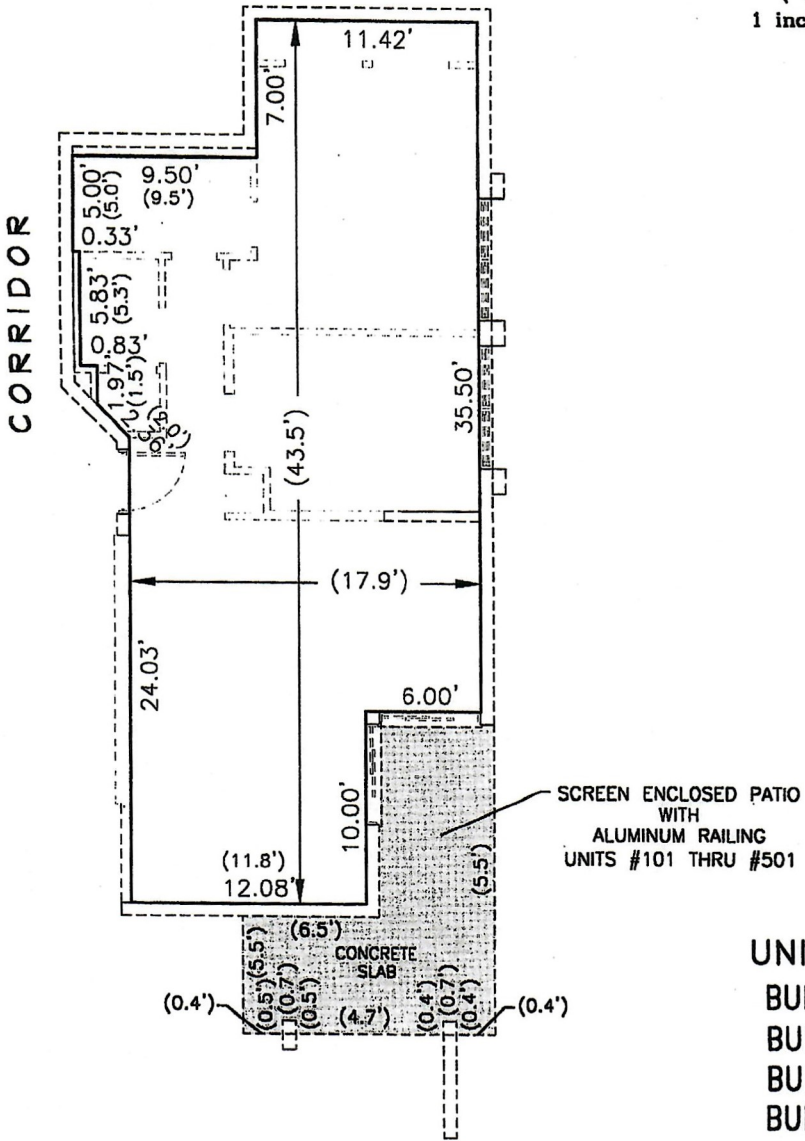 1 inc
11.42'
7.00'
9.50'
(9.5')
5.00'
(5.0')
0.33'
CORRIDOR
5.83'
(5.3')
0.83'
1.97'
(1.5')
35.50'
(43.5')
(17.9')
24.03'
6.00'
10.00'
SCREEN ENCLOSED PATIO
WITH
ALUMINUM RAILING
UNITS #101 THRU #501
(11.8')
12.08'
(5.5')
(6.5')
CONCRETE
SLAB
(5.5')
(0.4')
(0.5')
(0.7')
(0.5')
(4.7')
(0.4')
(0.7')
(0.4')
(0.4')
UNI
BUI
BU
BU
BU